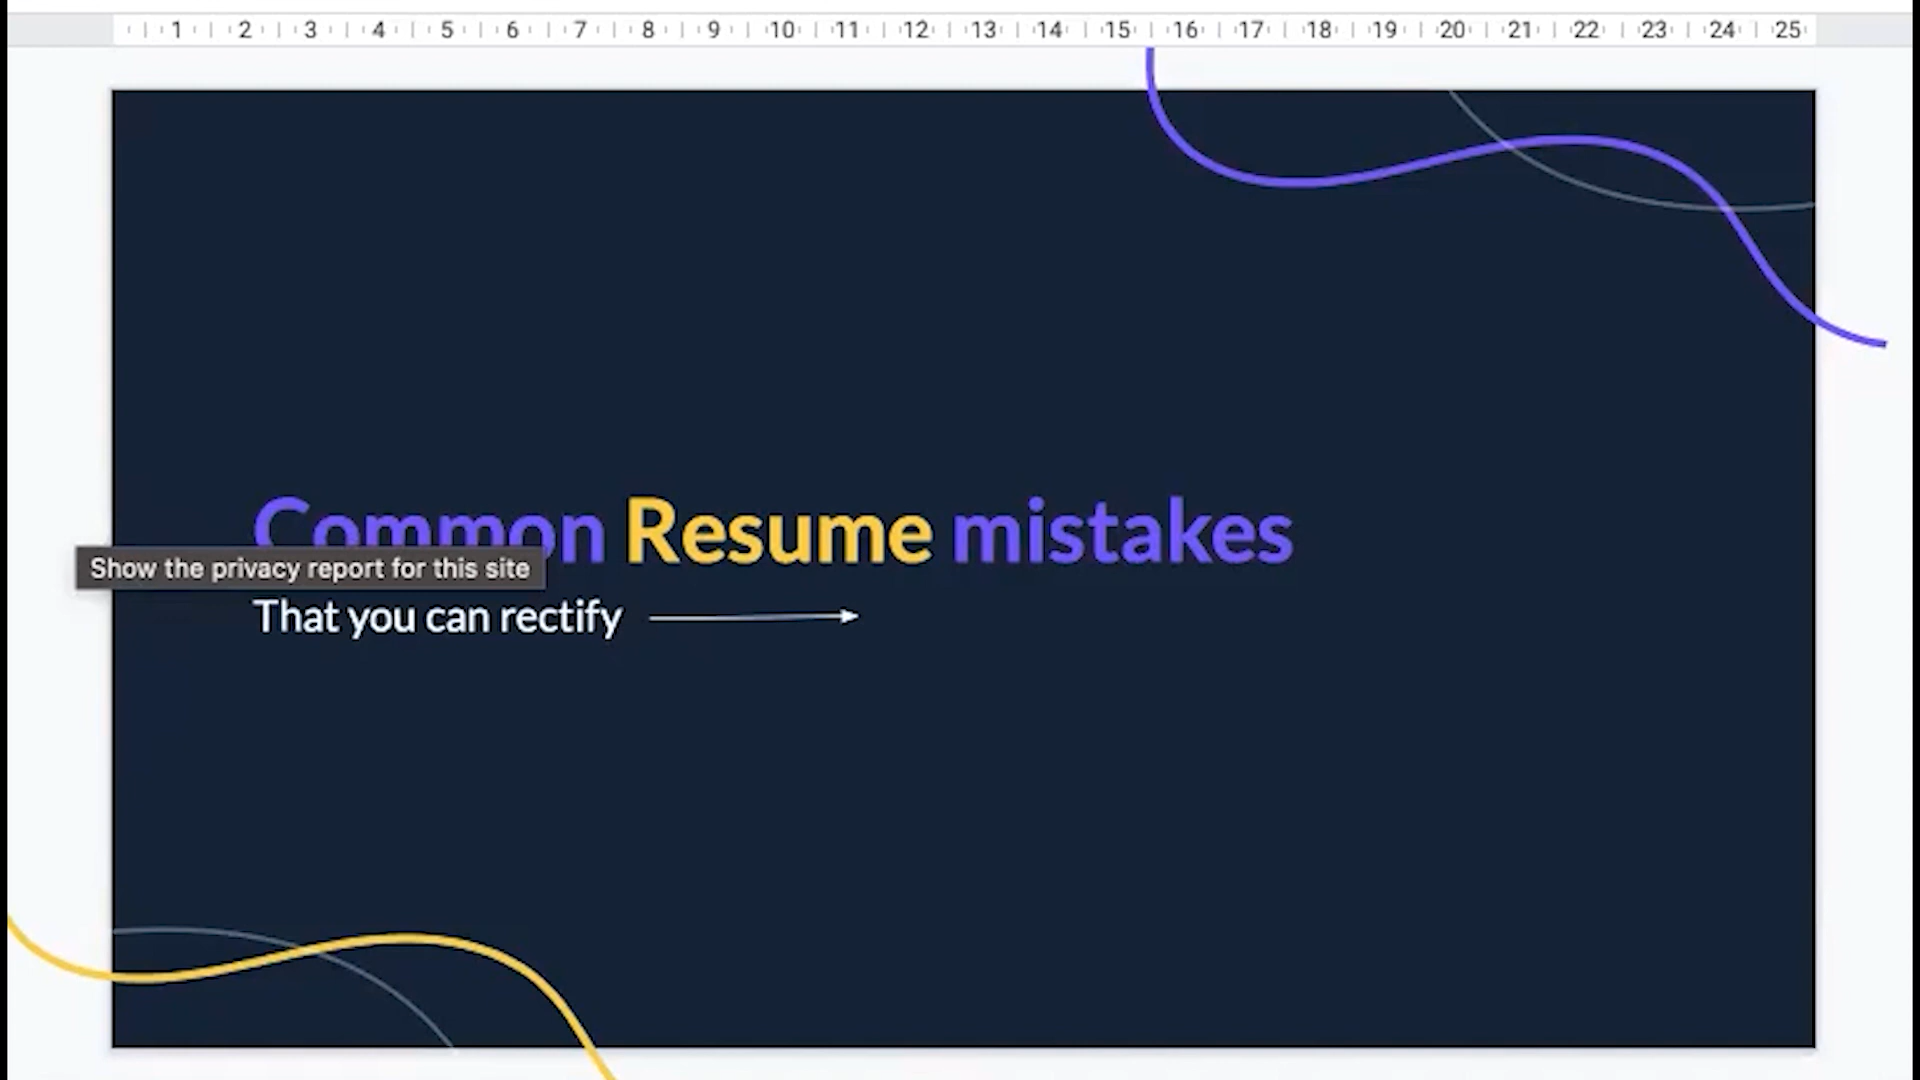 1 2 3 4 5 6 7 8 9 10 11 12 13 14 15 16 17 18 19 20 21 22 23 24 25
Common Resume mistakes
Show the privacy report for this site
That you can rectify